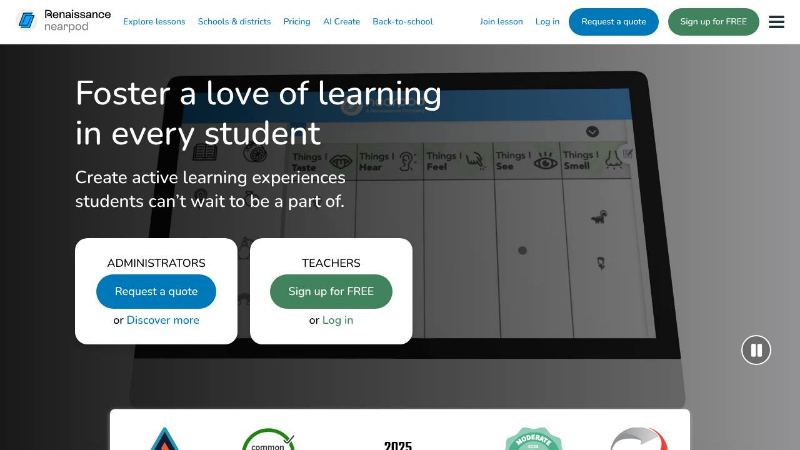 Renaissance
nearpod
Explore lessons
Schools & districts
Pricing
AI Create
Back-to-school
Join lesson
Log in
Request a quote
Sign up for FREE
Foster a love of learning
in every student
Create active learning experiences
students can't wait to be a part of.
Things I
Taste
Things I
Hear
Things I
Feel
Things I
See
Things I
Smell
ADMINISTRATORS
Request a quote
or Discover more
TEACHERS
Sign up for FREE
or Log in
common
2025
MODERATE